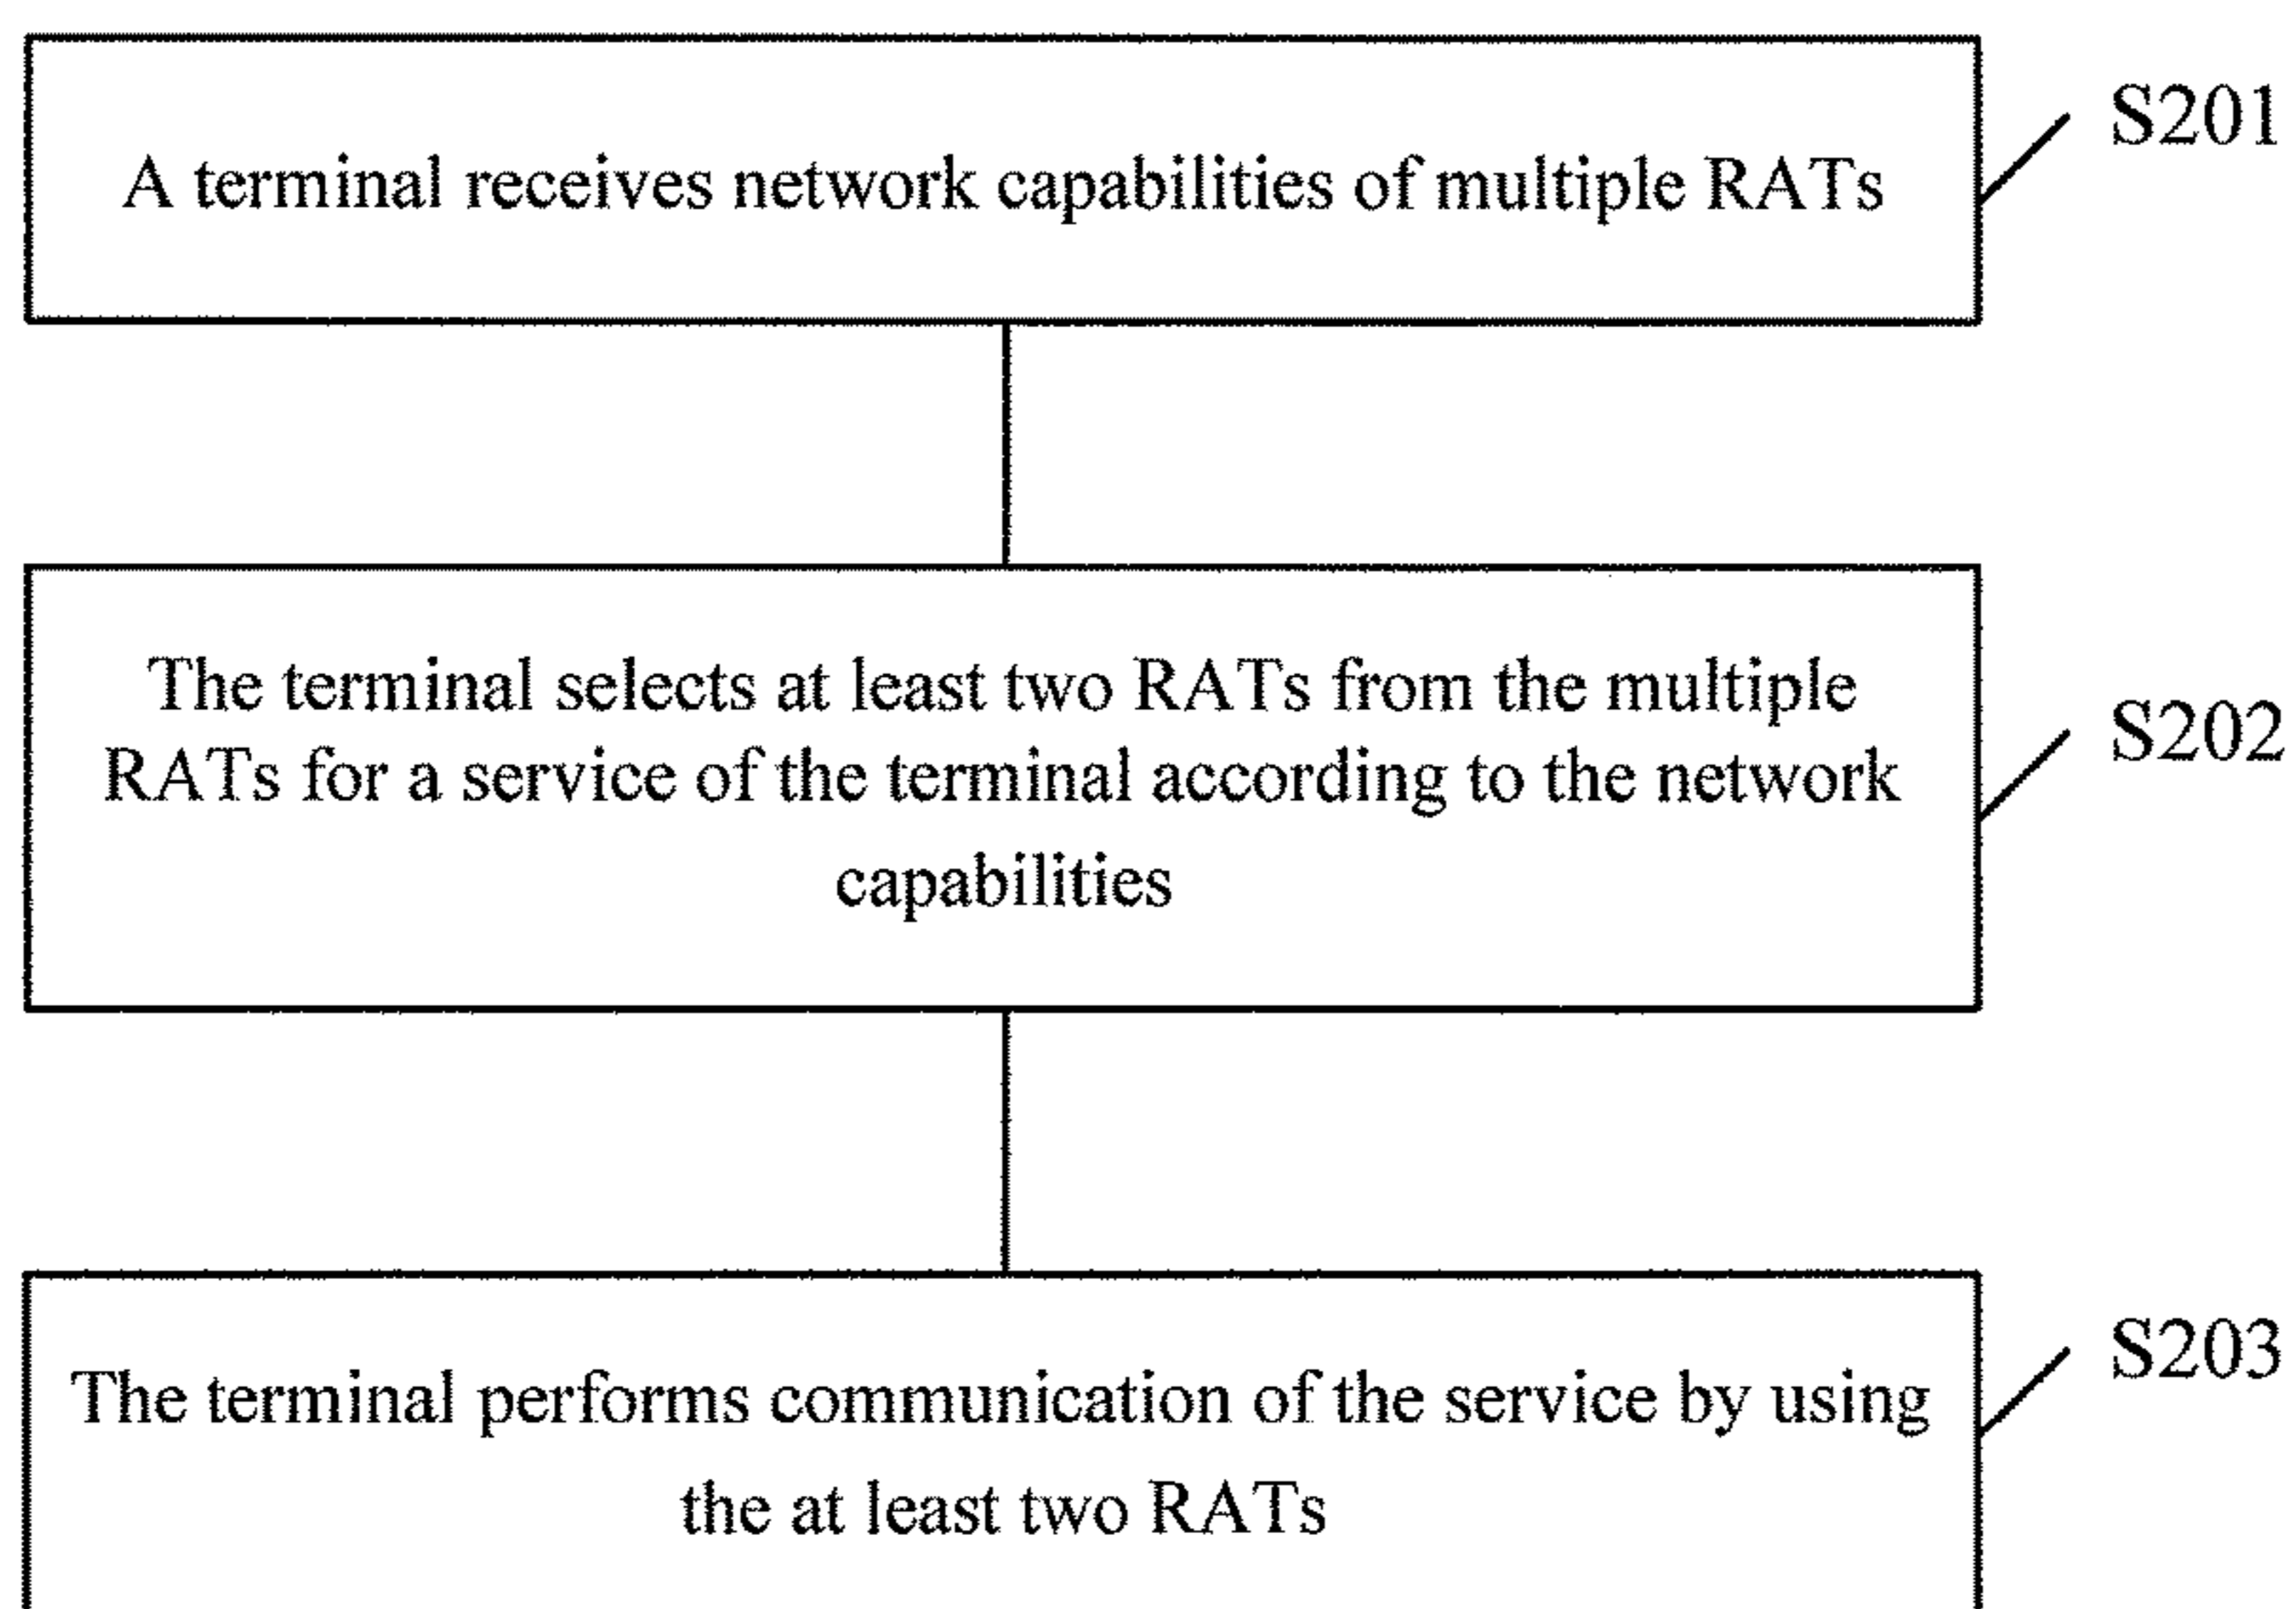 A terminal receives network capabilities of multiple RATs
S201
The terminal selects at least two RATs from the multiple
RATs for a service of the terminal according to the network
capabilities
S202
The terminal performs communication of the service by using
the at least two RATs
S203